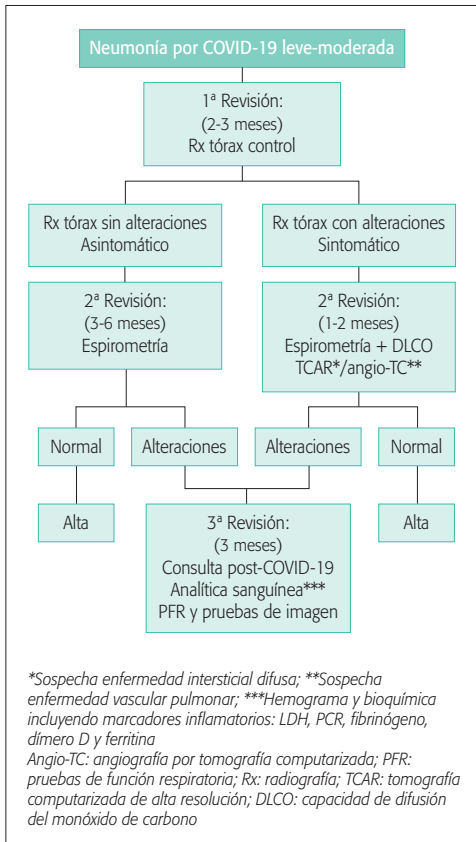 Neumonía por COVID-19 leve-moderada
1ª Revisión:
(2-3 meses)
Rx tórax control
Rx tórax sin alteraciones
Asintomático
Rx tórax con alteraciones
Sintomático
2ª Revisión:
(3-6 meses)
Espirometría
2ª Revisión:
(1-2 meses)
Espirometría + DLCO
TCAR*/angio-TC**
Normal
Alteraciones
Alteraciones
Normal
Alta
3ª Revisión:
(3 meses)
Consulta post-COVID-19
Analítica sanguínea***
PFR y pruebas de imagen
Alta
*Sospecha enfermedad intersticial difusa; **Sospecha
enfermedad vascular pulmonar; ***Hemograma y bioquímica
incluyendo marcadores inflamatorios: LDH, PCR, fibrinógeno,
dímero D y ferritina
Angio-TC: angiografía por tomografía computarizada; PFR:
pruebas de función respiratoria; Rx: radiografía; TCAR: tomografía
computarizada de alta resolución; DLCO: capacidad de difusión
del monóxido de carbono